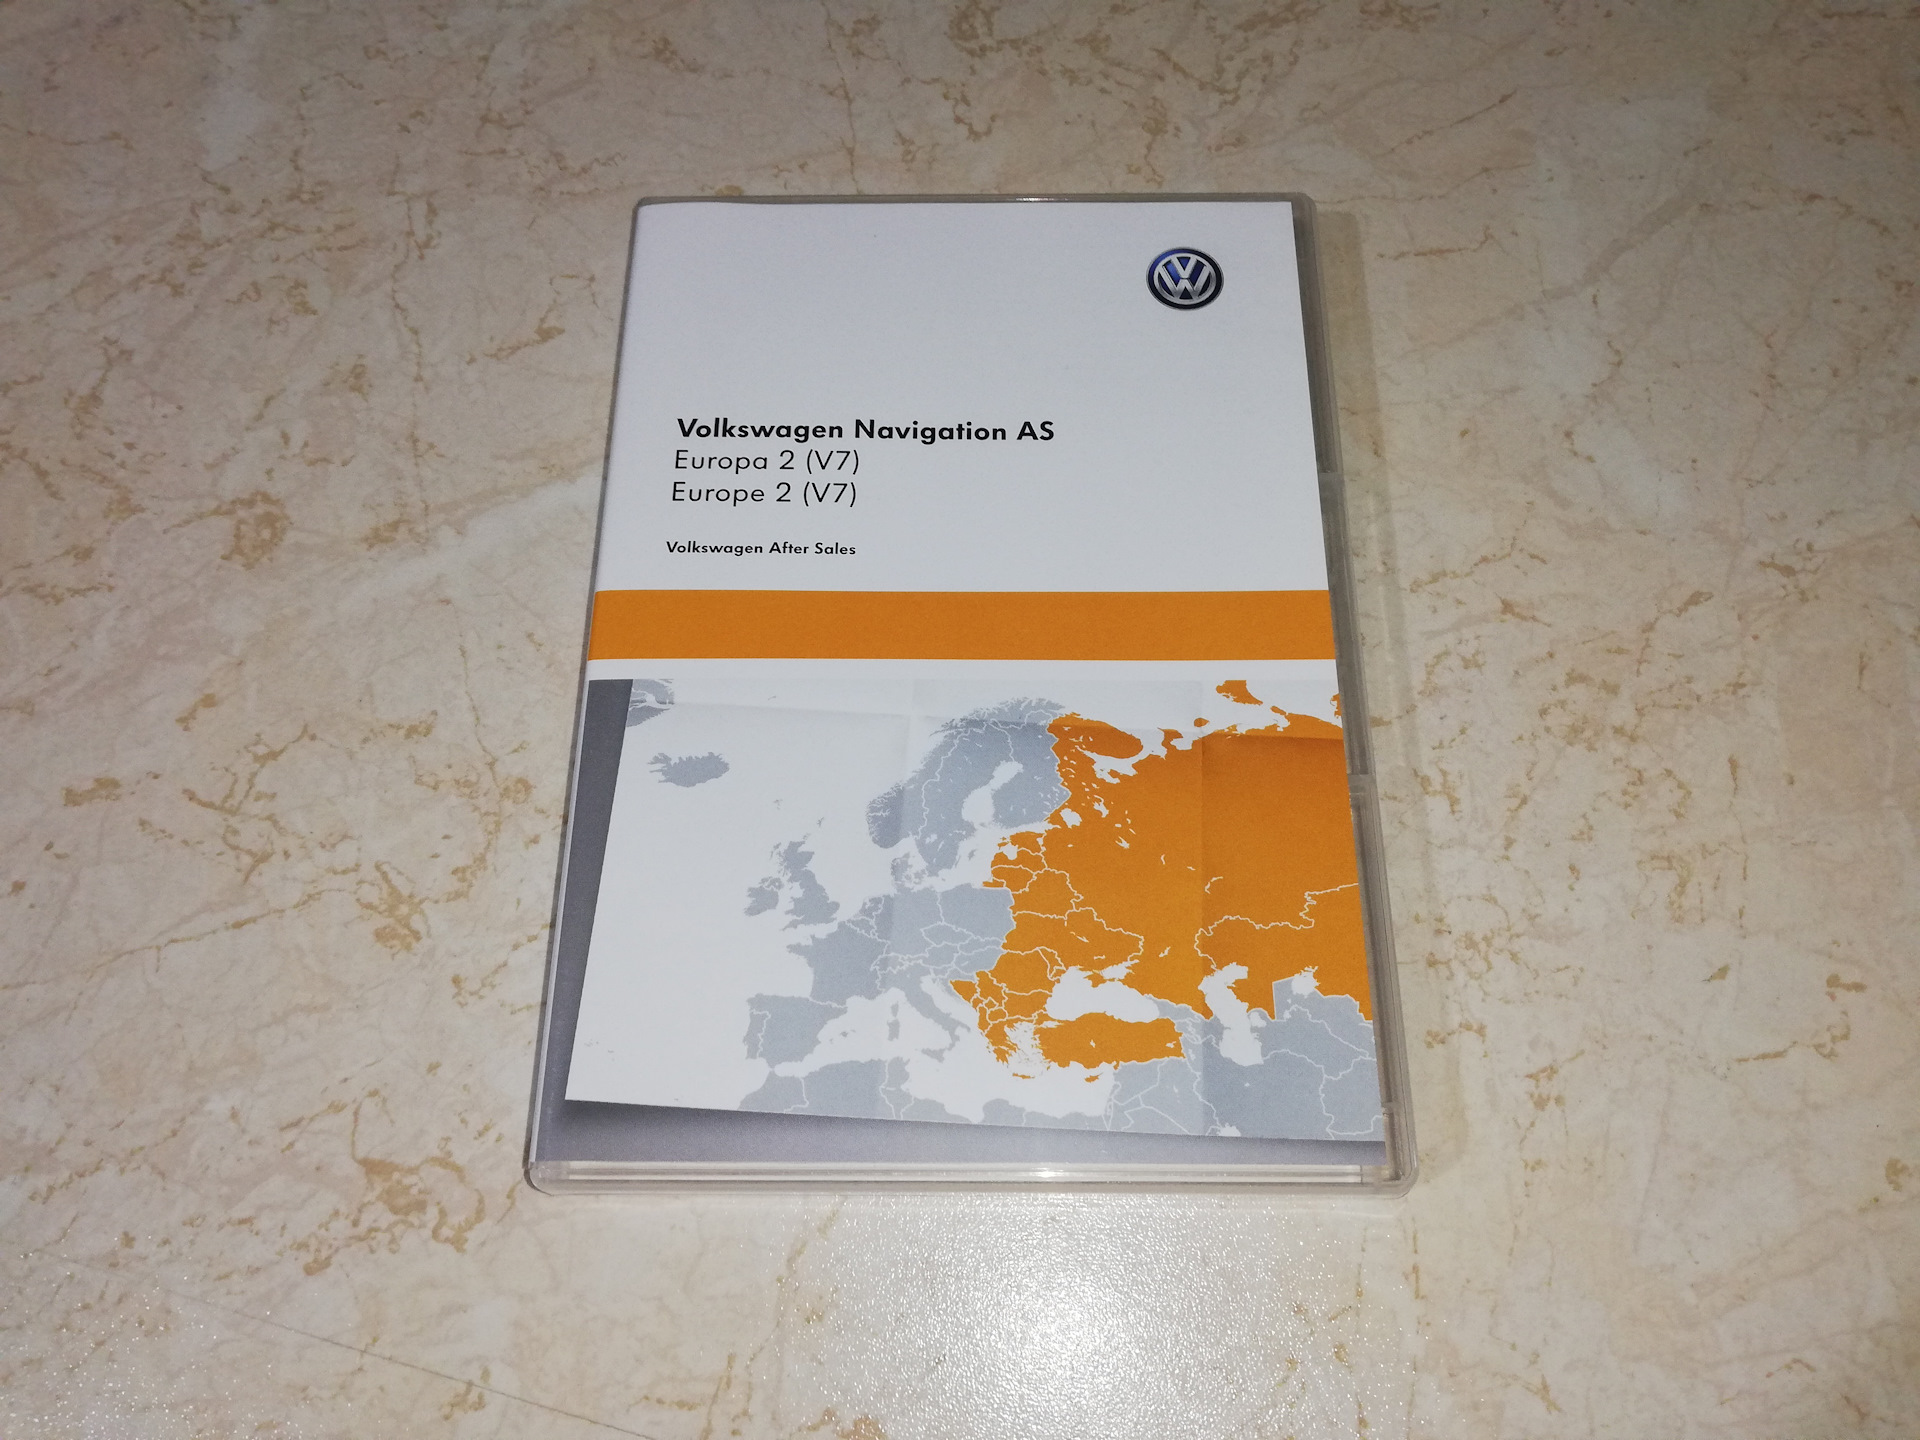 Volkswagen Navigation AS
Europa 2 (V7)
Europe 2 (V7)
Volkswagen After Sales